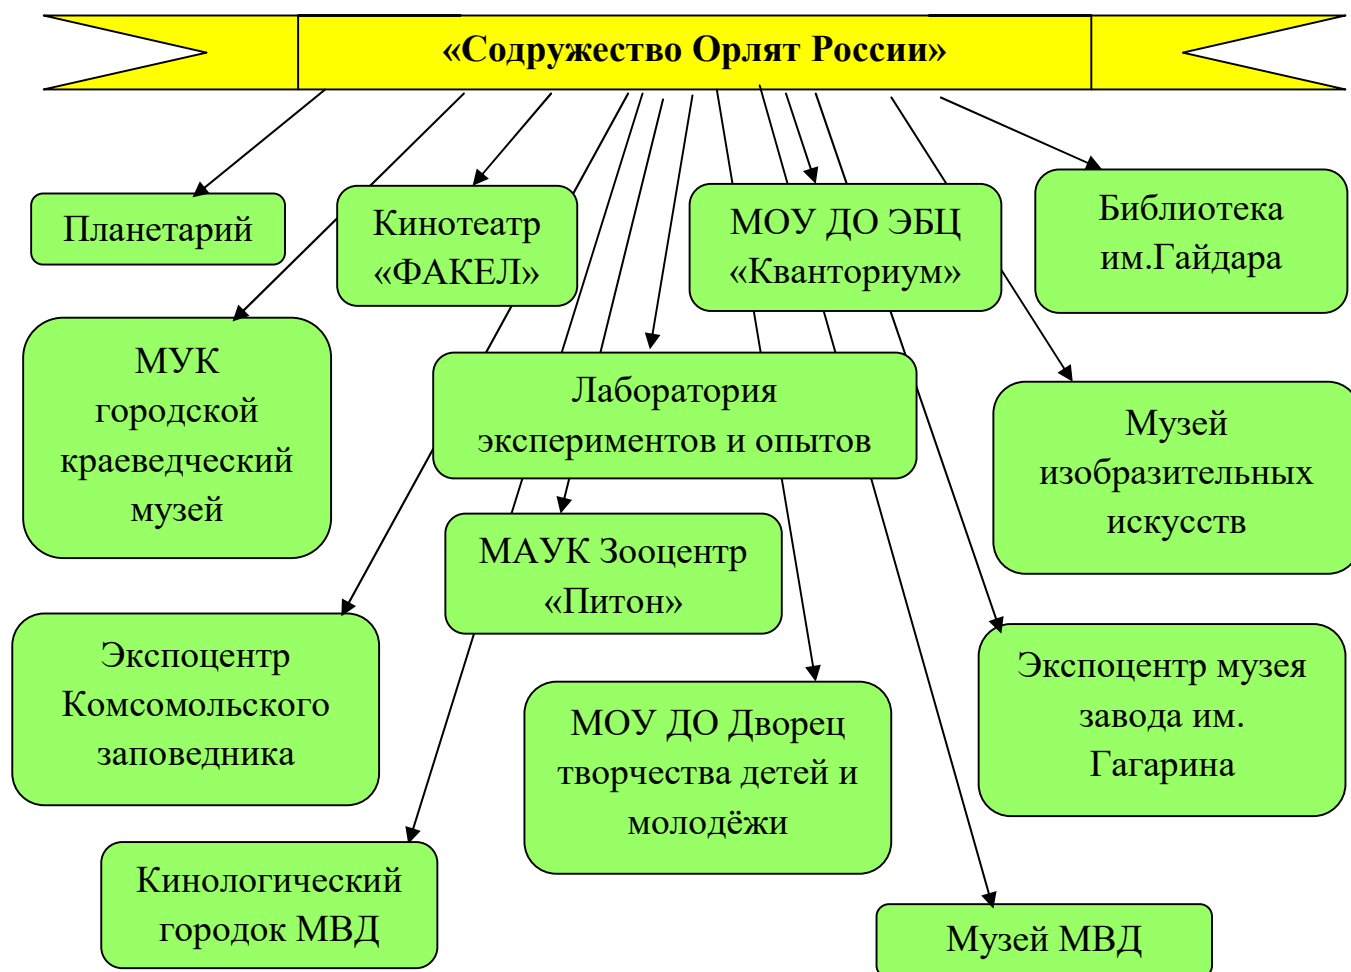 «Содружество Орлят России»
Планетарий
Кинотеатр
«ФАКЕЛ»
МОУ ДО ЭБЦ
«Кванториум»
Библиотека
им.Гайдара
МУК
городской
краеведческий
музей
Лаборатория
экспериментов и опытов
Музей
изобразительных
искусств
МАУК Зооцентр
«Питон»
Экспоцентр
Комсомольского
заповедника
МОУ ДО Дворец
творчества детей и
молодёжи
Экспоцентр музея
завода им.
Гагарина
Кинологический
городок МВД
Музей МВД